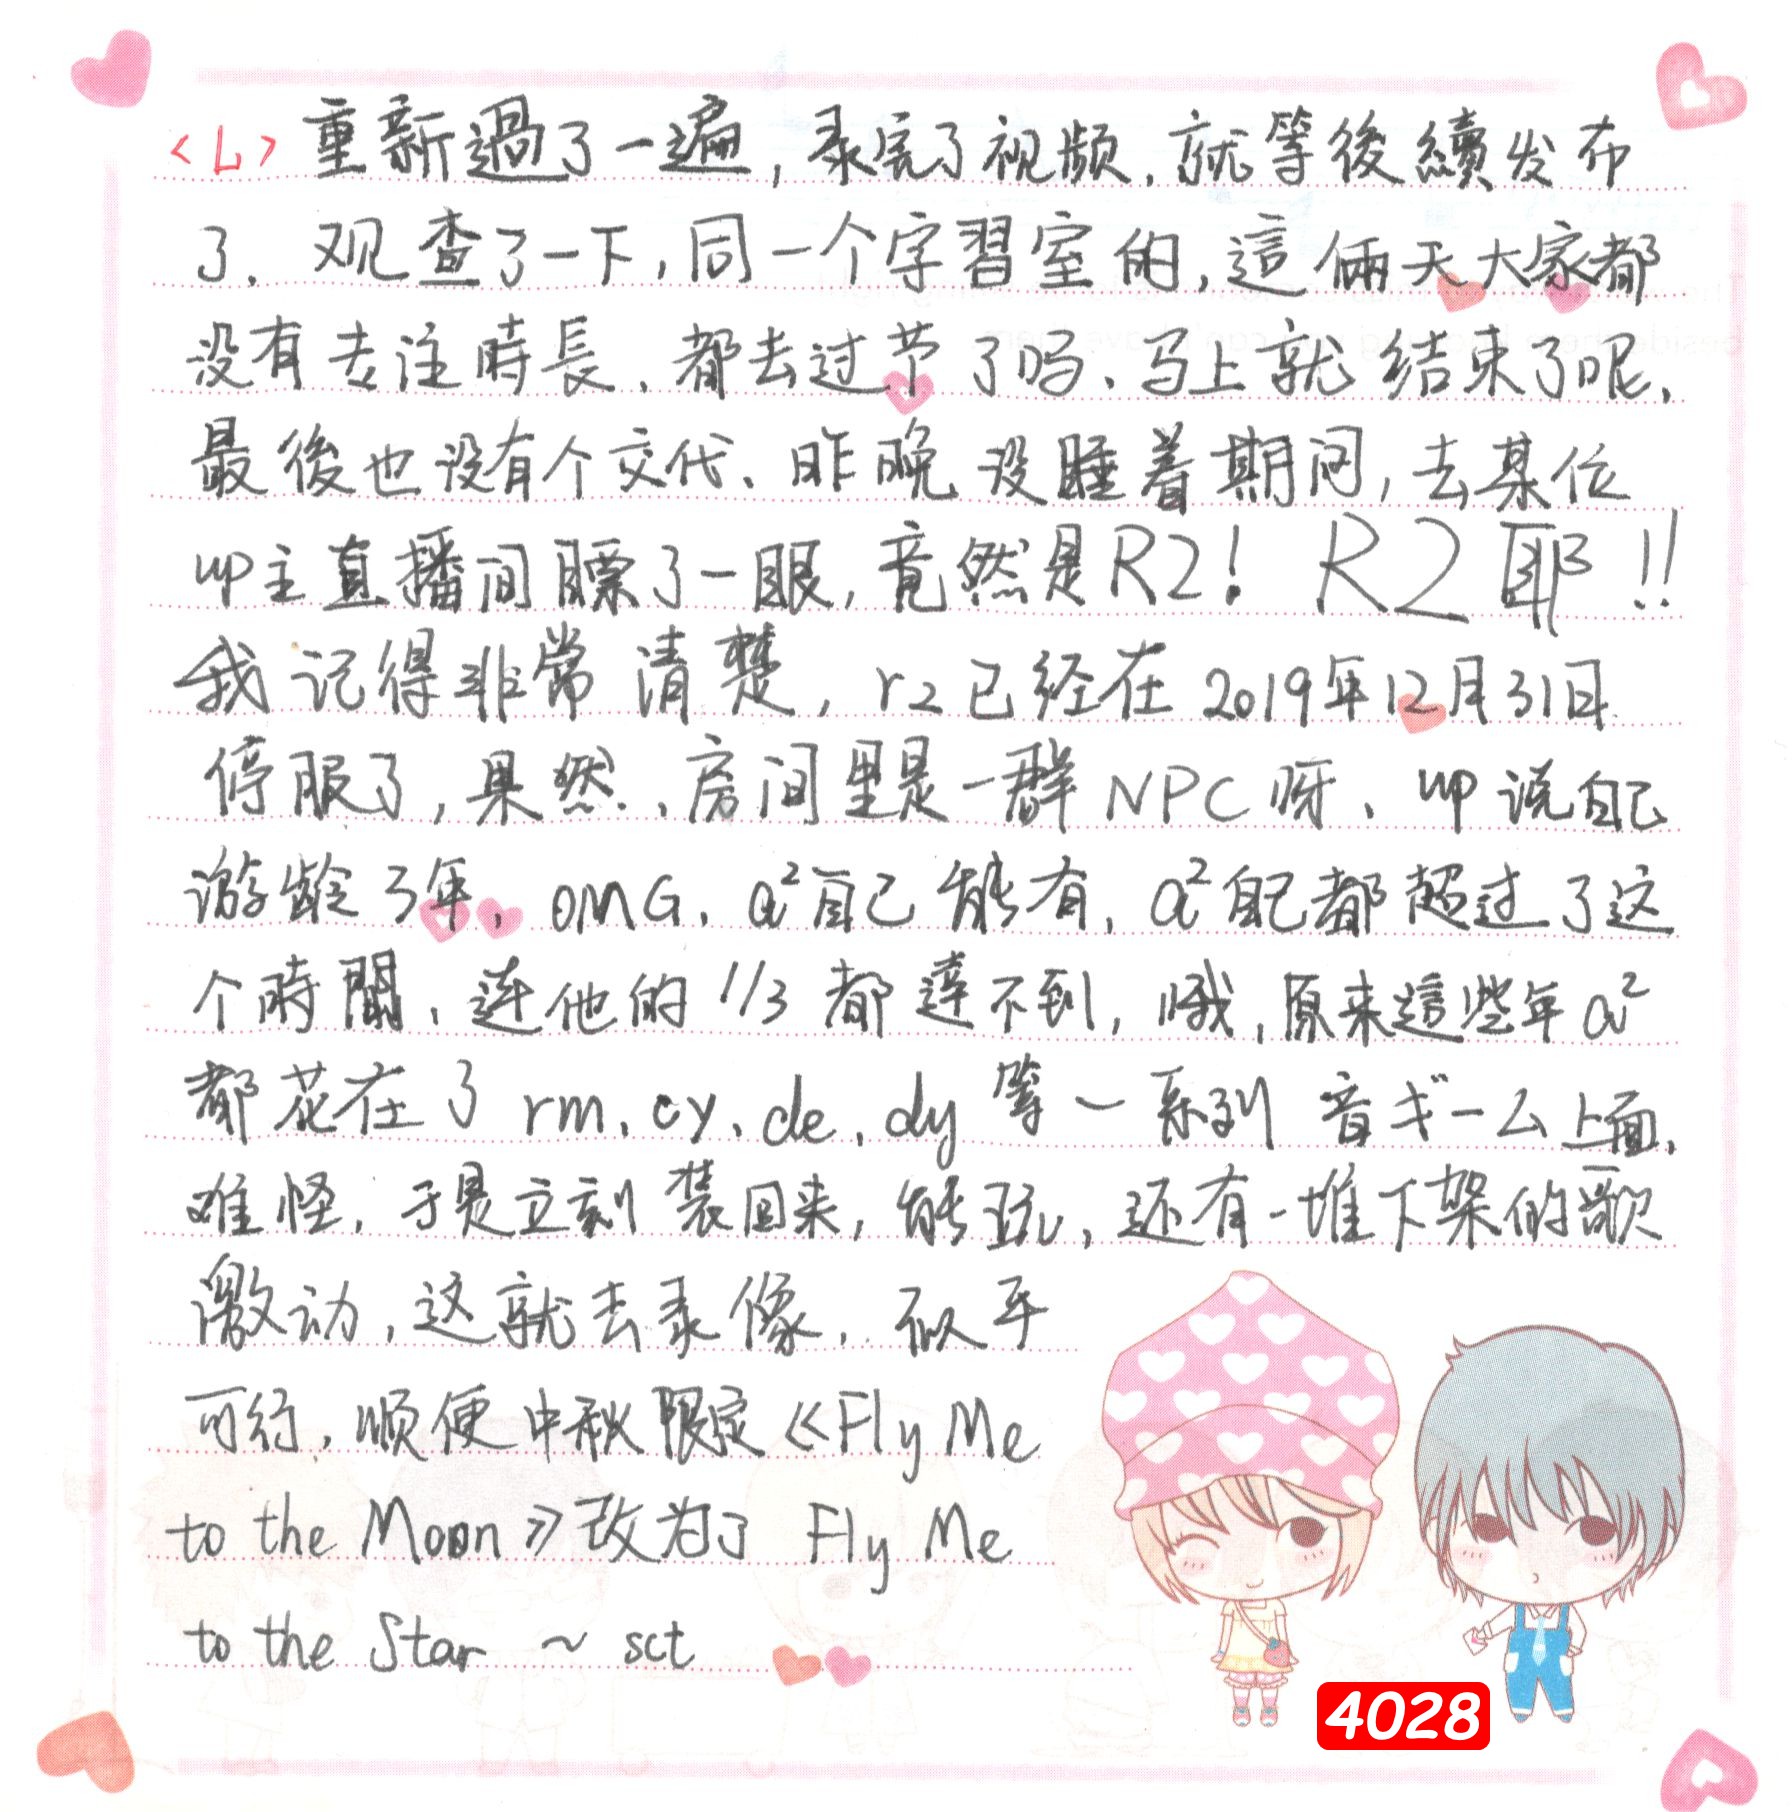 <L> 重新過了一遍,录完了视频,就等後續发布
了. 观查了一下,同一个字習室的,這倆天大家都
没有专注時長、都去过节了吗、马上就结束了呢,
最後也没有个交代、昨晚没睡着期间,去某位
up主直播间瞟了一眼,竟然是R2! R2耶!!
我记得非常清楚,r2已经在2019年12月31日
停服了,果然.,房间里是一群NPC呀、up说自己
游龄3年,OMG,a²自己能有,a²自己都超过了这
个時間,连他的1/3都達不到,哦,原来這些年a²
都花在了rm、cy、de、dy等一系列音ゲーム上面,
难怪,于是立刻装回来,能玩,还有一堆下架的歌
激动,这就去录像,似乎
可行,顺便中秋限定≪Fly Me
to the Moon≫改为了 Fly Me
to the Star ~ sct
4028